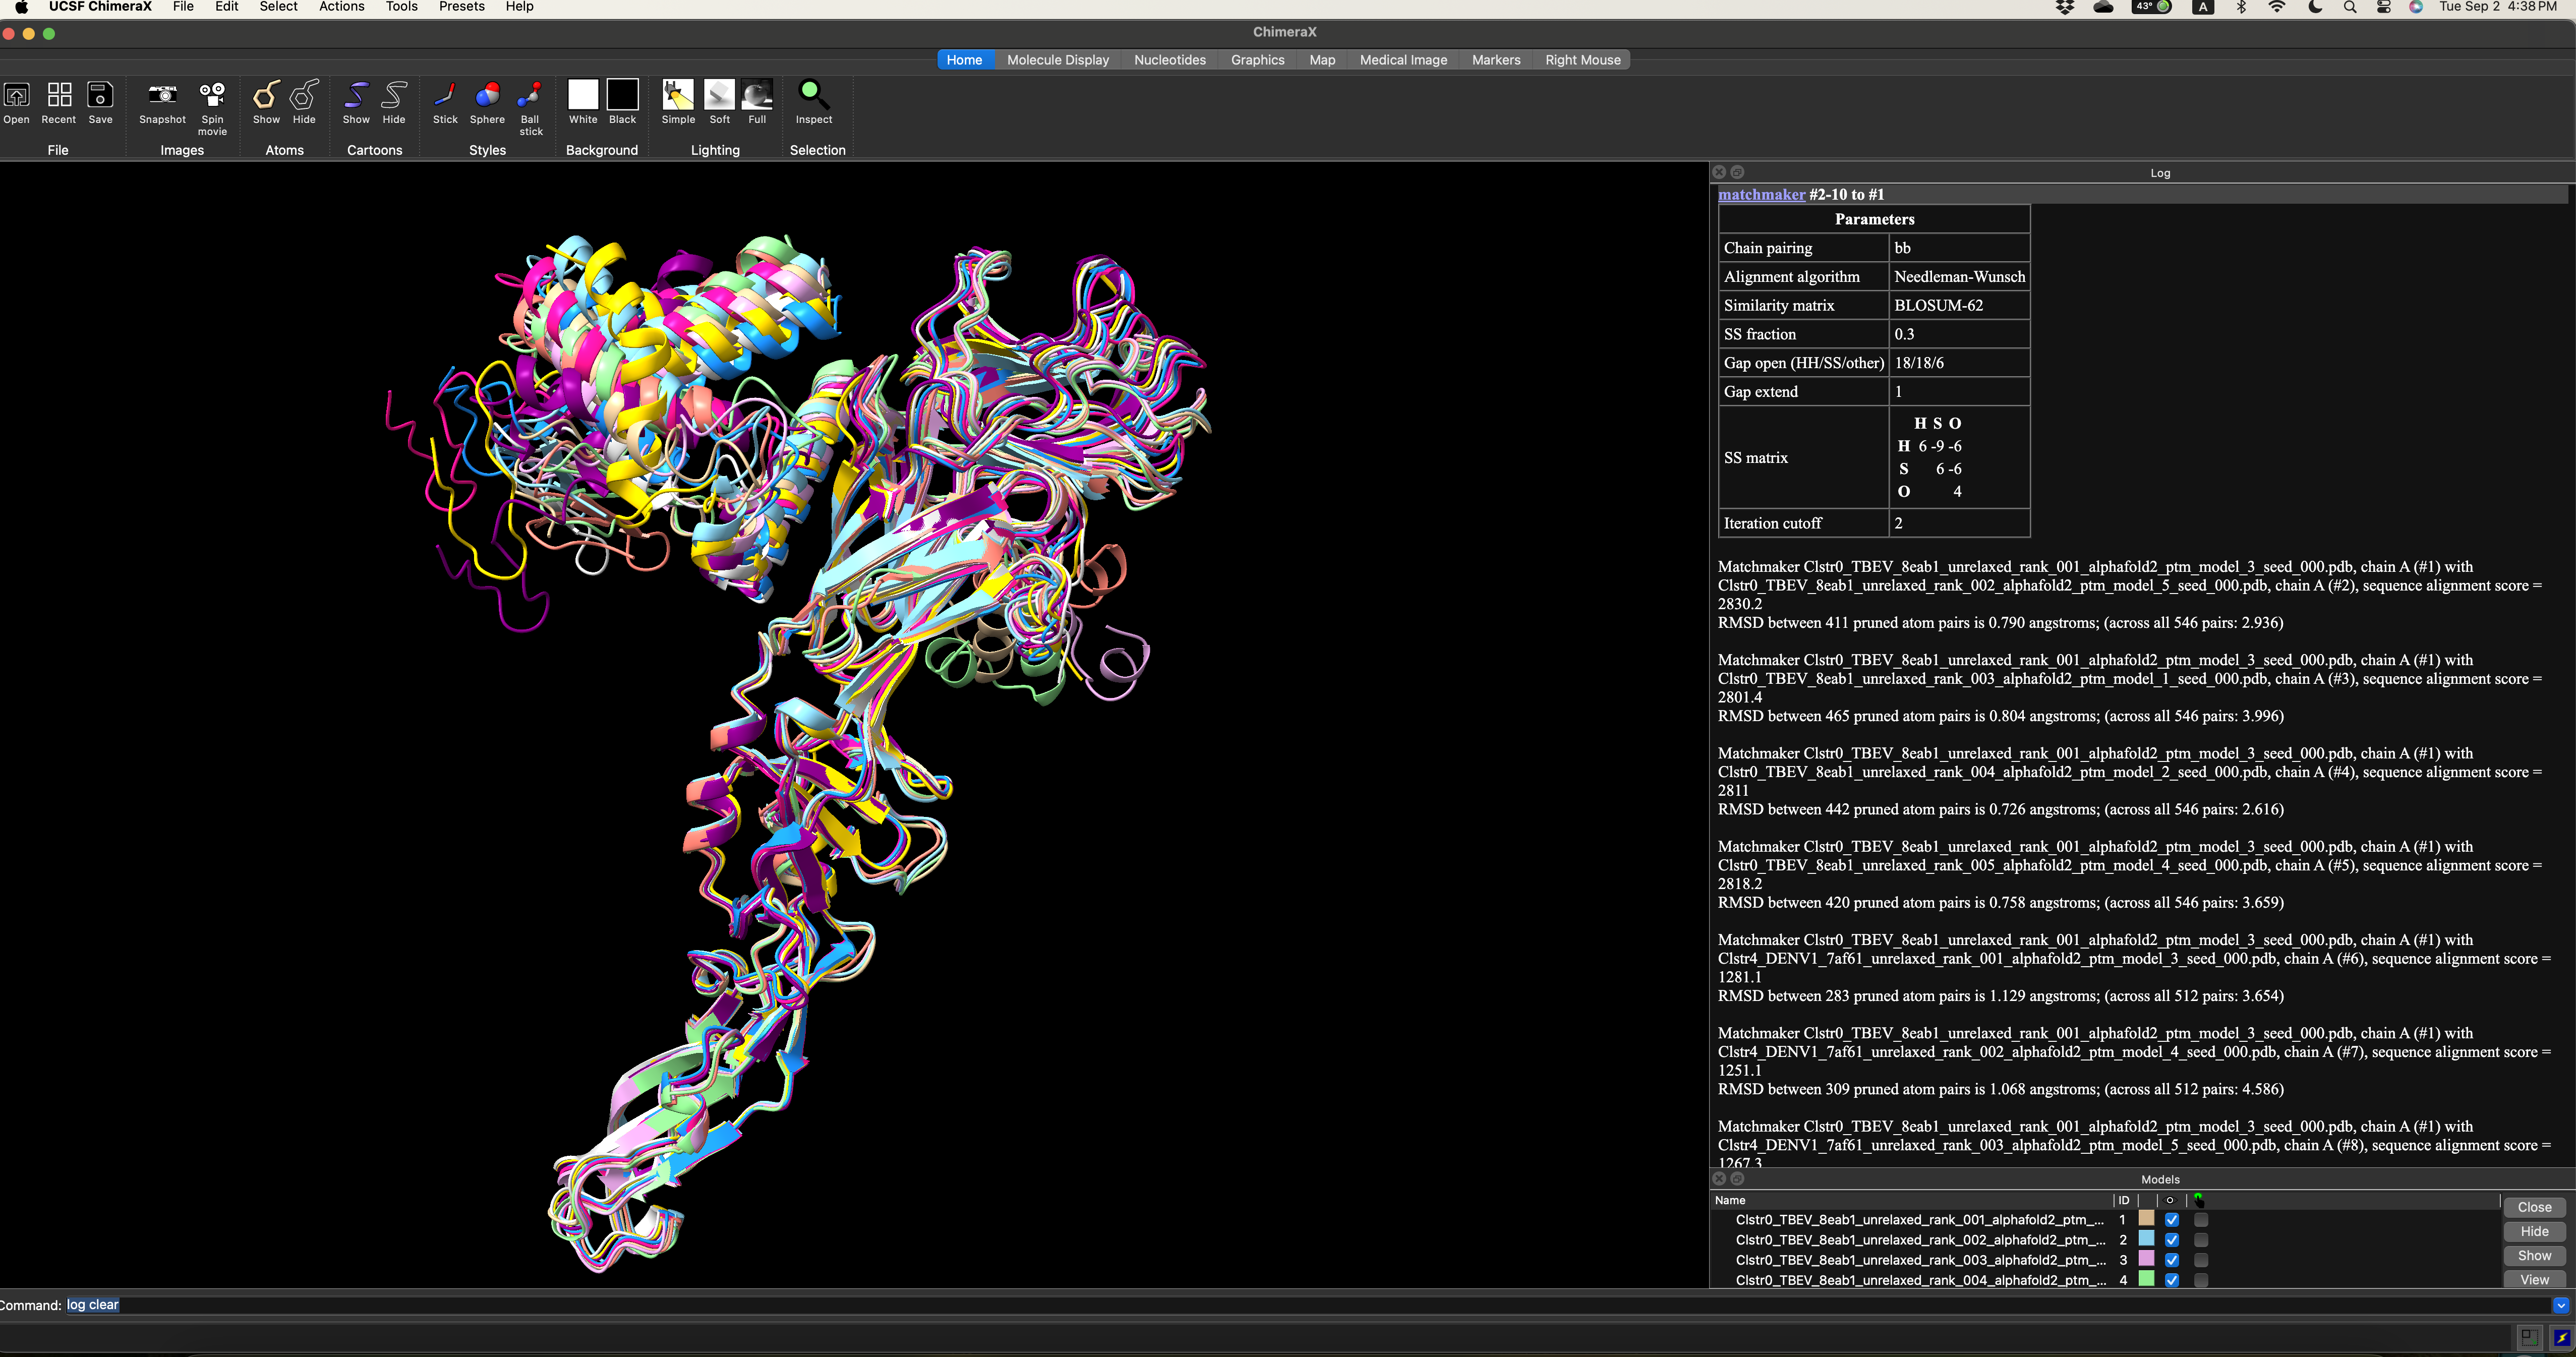 UCSF ChimeraX File Edit Select Actions Tools Presets Help
43° A Tue Sep 2 4:38 PM
ChimeraX
Home Molecule Display Nucleotides Graphics Map Medical Image Markers Right Mouse
Open Recent Save Snapshot Spin movie Show Hide Show Hide Stick Sphere Ball stick White Black Simple Soft Full Inspect
File Images Atoms Cartoons Styles Background Lighting Selection
Log
matchmaker #2-10 to #1
Parameters
Chain pairing bb
Alignment algorithm Needleman-Wunsch
Similarity matrix BLOSUM-62
SS fraction 0.3
Gap open (HH/SS/other) 18/18/6
Gap extend 1
SS matrix
H S O
H 6 -9 -6
S 6 -6
O 4
Iteration cutoff 2
Matchmaker Clstr0_TBEV_8eab1_unrelaxed_rank_001_alphafold2_ptm_model_3_seed_000.pdb, chain A (#1) with
Clstr0_TBEV_8eab1_unrelaxed_rank_002_alphafold2_ptm_model_5_seed_000.pdb, chain A (#2), sequence alignment score =
2830.2
RMSD between 411 pruned atom pairs is 0.790 angstroms; (across all 546 pairs: 2.936)
Matchmaker Clstr0_TBEV_8eab1_unrelaxed_rank_001_alphafold2_ptm_model_3_seed_000.pdb, chain A (#1) with
Clstr0_TBEV_8eab1_unrelaxed_rank_003_alphafold2_ptm_model_1_seed_000.pdb, chain A (#3), sequence alignment score =
2801.4
RMSD between 465 pruned atom pairs is 0.804 angstroms; (across all 546 pairs: 3.996)
Matchmaker Clstr0_TBEV_8eab1_unrelaxed_rank_001_alphafold2_ptm_model_3_seed_000.pdb, chain A (#1) with
Clstr0_TBEV_8eab1_unrelaxed_rank_004_alphafold2_ptm_model_2_seed_000.pdb, chain A (#4), sequence alignment score =
2811
RMSD between 442 pruned atom pairs is 0.726 angstroms; (across all 546 pairs: 2.616)
Matchmaker Clstr0_TBEV_8eab1_unrelaxed_rank_001_alphafold2_ptm_model_3_seed_000.pdb, chain A (#1) with
Clstr0_TBEV_8eab1_unrelaxed_rank_005_alphafold2_ptm_model_4_seed_000.pdb, chain A (#5), sequence alignment score =
2818.2
RMSD between 420 pruned atom pairs is 0.758 angstroms; (across all 546 pairs: 3.659)
Matchmaker Clstr0_TBEV_8eab1_unrelaxed_rank_001_alphafold2_ptm_model_3_seed_000.pdb, chain A (#1) with
Clstr4_DENV1_7af61_unrelaxed_rank_001_alphafold2_ptm_model_3_seed_000.pdb, chain A (#6), sequence alignment score =
1281.1
RMSD between 283 pruned atom pairs is 1.129 angstroms; (across all 512 pairs: 3.654)
Matchmaker Clstr0_TBEV_8eab1_unrelaxed_rank_001_alphafold2_ptm_model_3_seed_000.pdb, chain A (#1) with
Clstr4_DENV1_7af61_unrelaxed_rank_002_alphafold2_ptm_model_4_seed_000.pdb, chain A (#7), sequence alignment score =
1251.1
RMSD between 309 pruned atom pairs is 1.068 angstroms; (across all 512 pairs: 4.586)
Matchmaker Clstr0_TBEV_8eab1_unrelaxed_rank_001_alphafold2_ptm_model_3_seed_000.pdb, chain A (#1) with
Clstr4_DENV1_7af61_unrelaxed_rank_003_alphafold2_ptm_model_5_seed_000.pdb, chain A (#8), sequence alignment score =
1267.3
Models
Name ID
Clstr0_TBEV_8eab1_unrelaxed_rank_001_alphafold2_ptm_... 1
Clstr0_TBEV_8eab1_unrelaxed_rank_002_alphafold2_ptm_... 2
Clstr0_TBEV_8eab1_unrelaxed_rank_003_alphafold2_ptm_... 3
Clstr0_TBEV_8eab1_unrelaxed_rank_004_alphafold2_ptm_... 4
Close
Hide
Show
View
Command: log clear